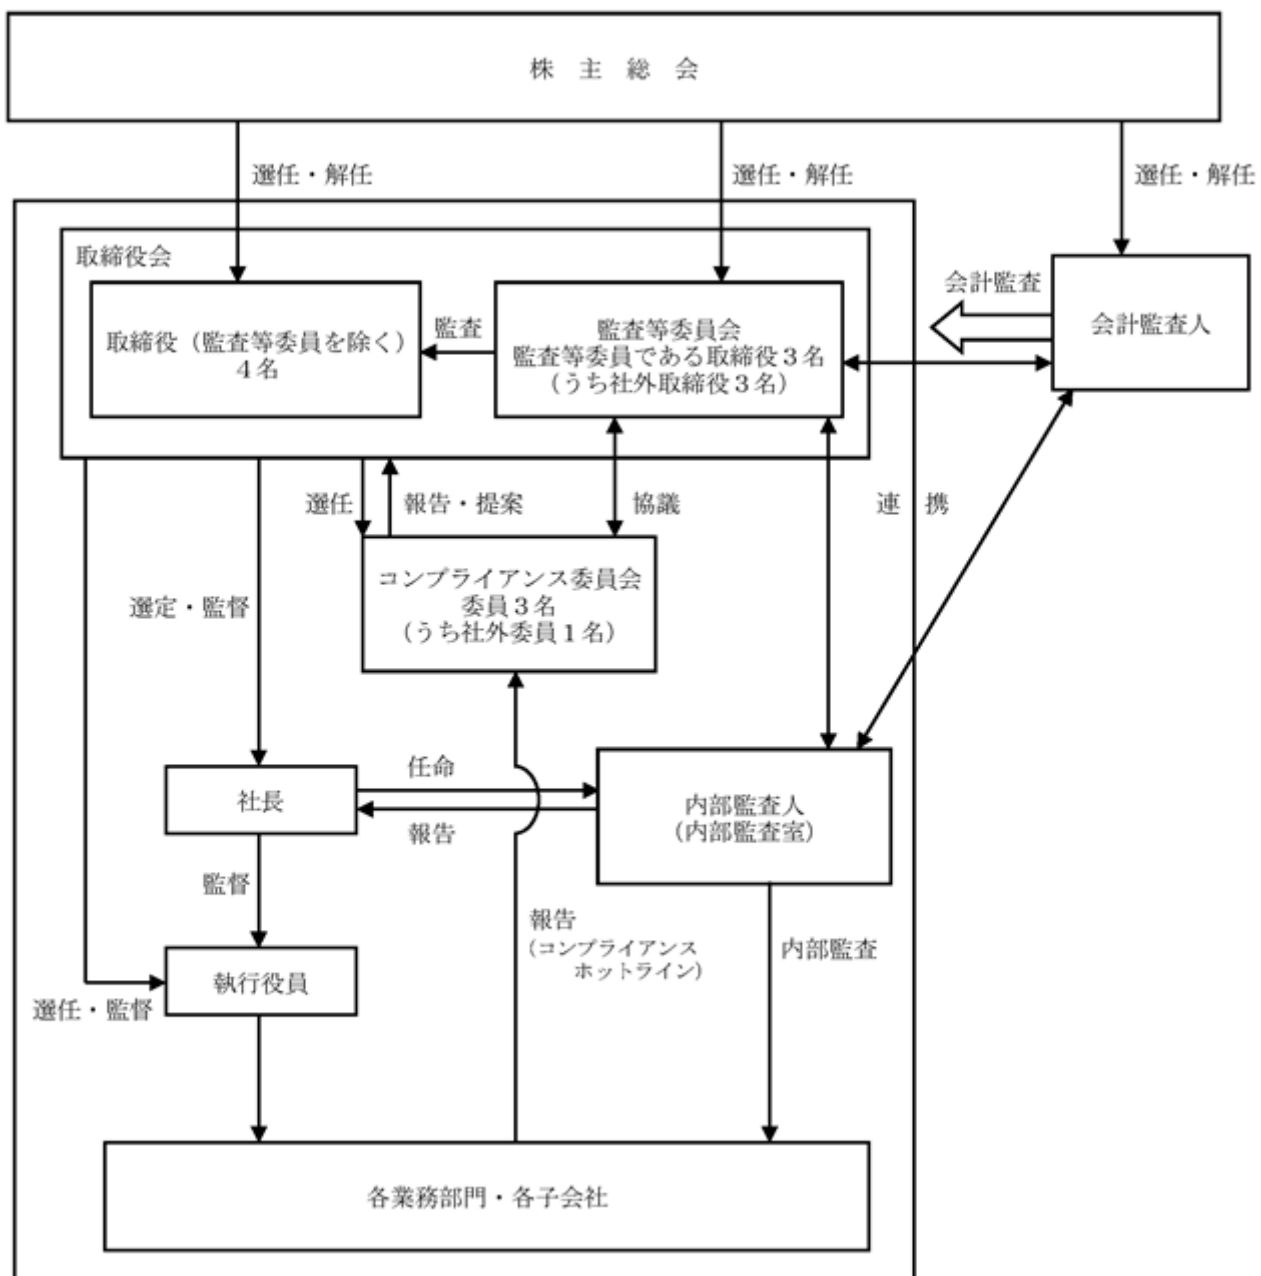 株　主　総　会
選任・解任
選任・解任
選任・解任
取締役会
取締役（監査等委員を除く）
４名
監査
監査等委員会
監査等委員である取締役３名
（うち社外取締役３名）
会計監査
会計監査人
選任
報告・提案
協議
連　携
コンプライアンス委員会
委員３名
（うち社外委員１名）
選定・監督
社長
任命
報告
内部監査人
（内部監査室）
監督
報告
（コンプライアンス
ホットライン）
内部監査
執行役員
選任・監督
各業務部門・各子会社